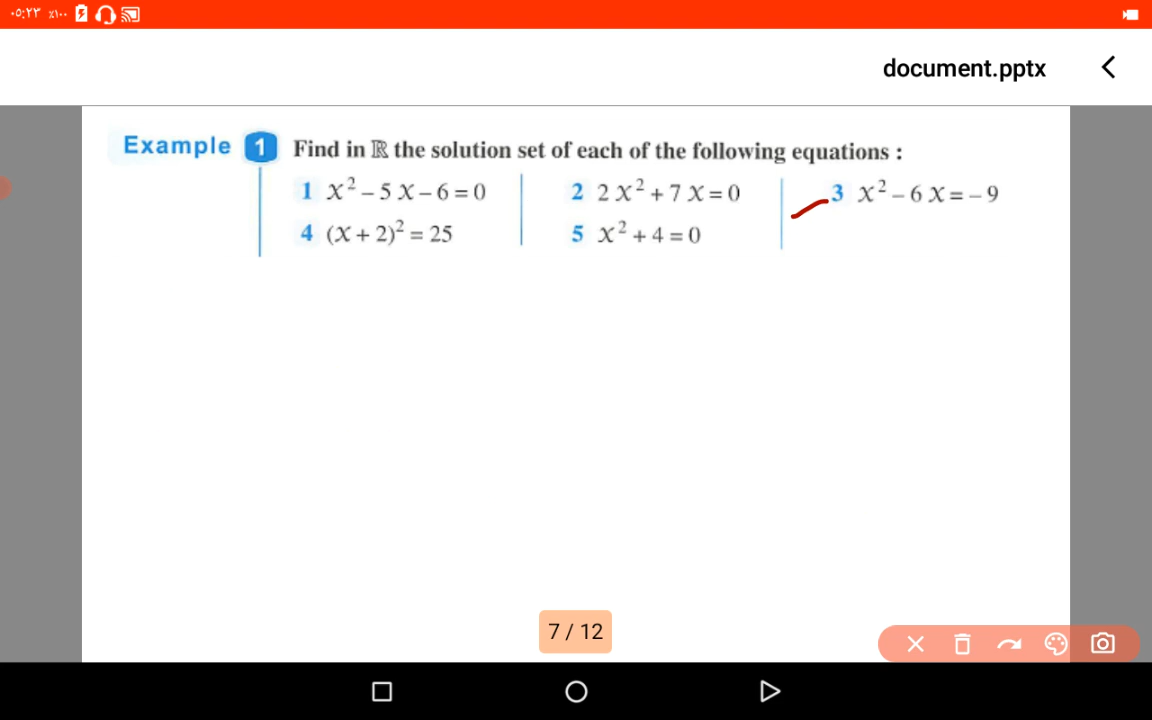 ٠٥:٢٣ ٪١٠٠
document.pptx
Example 1 Find in ℝ the solution set of each of the following equations :
1 x² – 5 x – 6 = 0 2 2 x² + 7 x = 0 3 x² – 6 x = – 9
4 (x + 2)² = 25 5 x² + 4 = 0
7 / 12